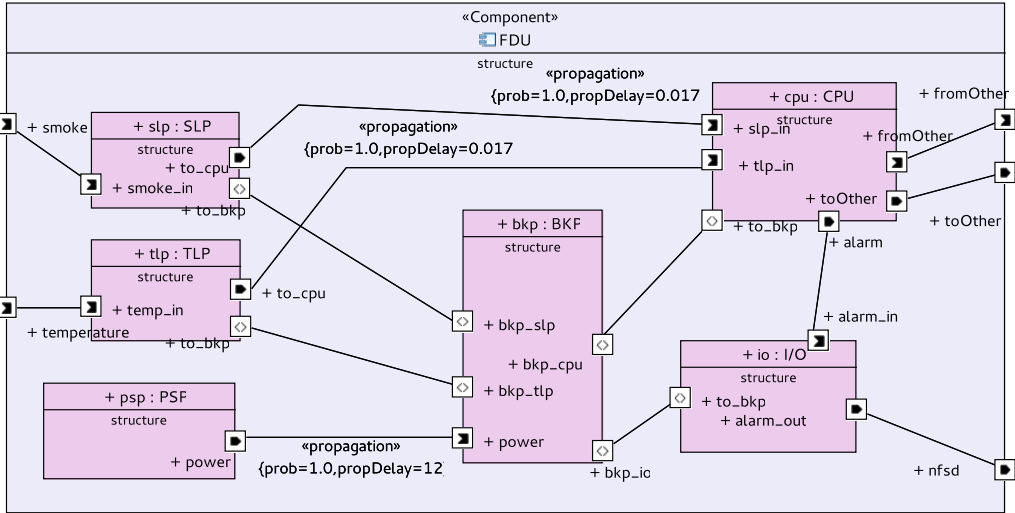 «Component»
FDU
structure
«propagation»
{prob=1.0,propDelay=0.017
+ cpu : CPU
structure
+ fromOther
+ smoke
+ slp : SLP
structure
+ to_cpu
+ smoke_in
+ to_bkp
«propagation»
{prob=1.0,propDelay=0.017
+ slp_in
+ tlp_in
+ fromOther
+ toOther
+ toOther
+ to_bkp
+ alarm
+ tlp : TLP
structure
+ temp_in
+ to_cpu
+ temperature
+ to_bkp
+ bkp : BKF
structure
+ bkp_slp
+ bkp_cpu
+ bkp_tlp
+ power
+ bkp_io
+ alarm_in
+ io : I/O
structure
+ to_bkp
+ alarm_out
+ nfsd
+ psp : PSF
structure
+ power
«propagation»
{prob=1.0,propDelay=12